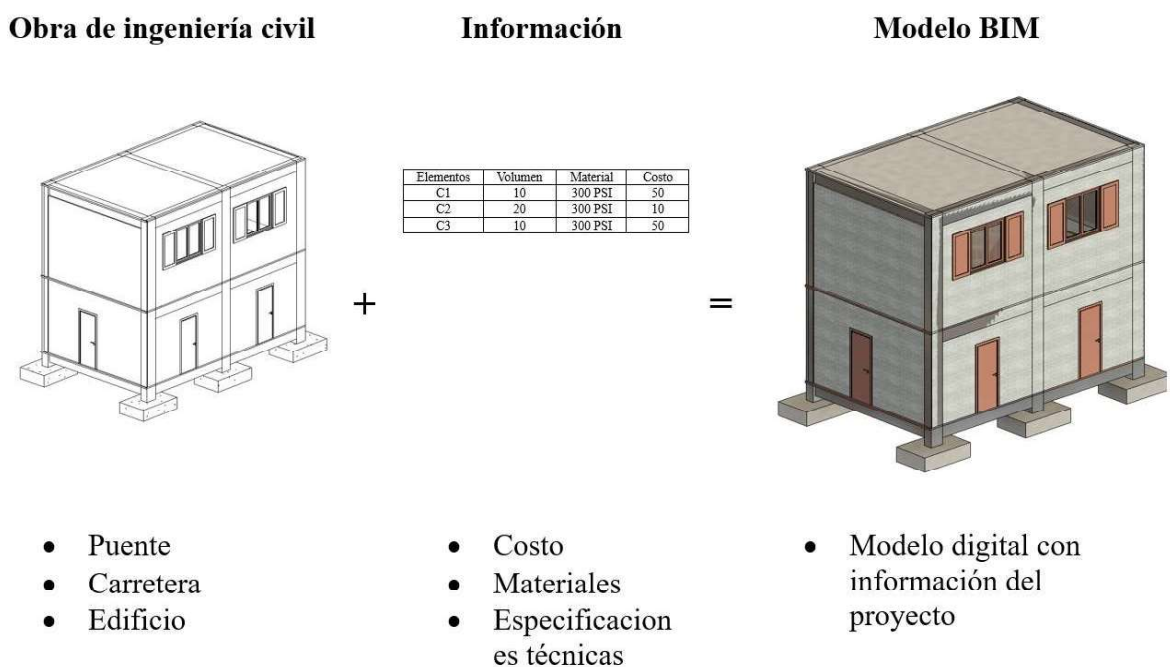 Obra de ingeniería civil
Información
Modelo BIM
Elementos Volumen Material Costo
C1 10 300 PSI 50
C2 20 300 PSI 10
C3 10 300 PSI 50
+
=
• Puente
• Carretera
• Edificio
• Costo
• Materiales
• Especificacion
es técnicas
• Modelo digital con
información del
proyecto